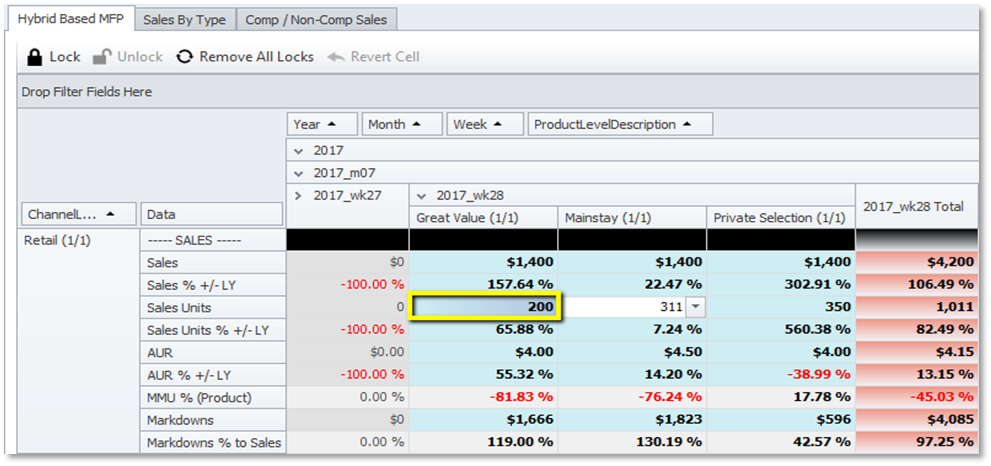 Hybrid Based MFP Sales By Type Comp / Non-Comp Sales
Lock Unlock Remove All Locks Revert Cell
Drop Filter Fields Here
Year Month Week ProductLevelDescription
2017
2017_m07
2017_wk27 2017_wk28 2017_wk28 Total
ChannelL... Data Great Value (1/1) Mainstay (1/1) Private Selection (1/1)
Retail (1/1) ----- SALES -----
Sales $0 $1,400 $1,400 $1,400 $4,200
Sales % +/- LY -100.00 % 157.64 % 22.47 % 302.91 % 106.49 %
Sales Units 0 200 311 350 1,011
Sales Units % +/- LY -100.00 % 65.88 % 7.24 % 560.38 % 82.49 %
AUR $0.00 $4.00 $4.50 $4.00 $4.15
AUR % +/- LY -100.00 % 55.32 % 14.20 % -38.99 % 13.15 %
MMU % (Product) 0.00 % -81.83 % -76.24 % 17.78 % -45.03 %
Markdowns $0 $1,666 $1,823 $596 $4,085
Markdowns % to Sales 0.00 % 119.00 % 130.19 % 42.57 % 97.25 %